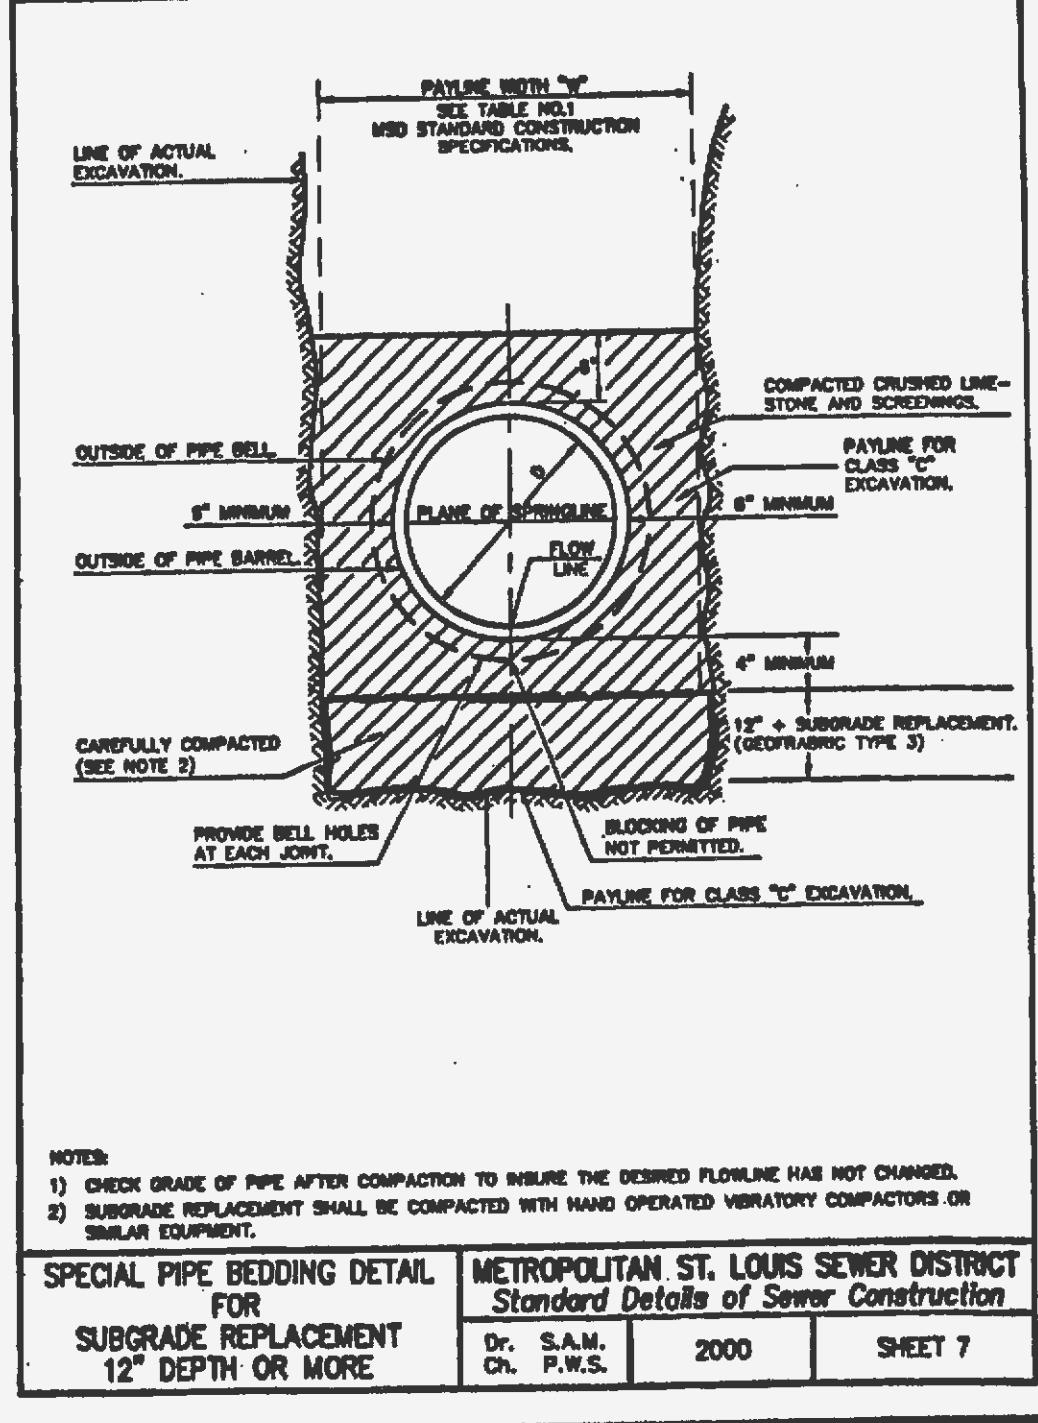 PAYLINE WIDTH "W"
SEE TABLE NO.1
MSD STANDARD CONSTRUCTION
SPECIFICATIONS.
LINE OF ACTUAL
EXCAVATION.
COMPACTED CRUSHED LIME-
STONE AND SCREENINGS.
OUTSIDE OF PIPE BELL.
PAYLINE FOR
CLASS "C"
EXCAVATION.
D
MINIMUM
PLANE OF SPRINGLINE
MINIMUM
OUTSIDE OF PIPE BARREL.
FLOW
LINE
4" MINIMUM
12" + SUBGRADE REPLACEMENT.
(GEOFRABRIC TYPE 3)
CAREFULLY COMPACTED
(SEE NOTE 2)
PROVIDE BELL HOLES
AT EACH JOINT.
BLOCKING OF PIPE
NOT PERMITTED.
PAYLINE FOR CLASS "C" EXCAVATION.
LINE OF ACTUAL
EXCAVATION.
NOTES:
1) CHECK GRADE OF PIPE AFTER COMPACTION TO INSURE THE DESIRED FLOWLINE HAS NOT CHANGED.
2) SUBGRADE REPLACEMENT SHALL BE COMPACTED WITH HAND OPERATED VIBRATORY COMPACTORS OR
SIMILAR EQUIPMENT.
SPECIAL PIPE BEDDING DETAIL
FOR
SUBGRADE REPLACEMENT
12" DEPTH OR MORE
METROPOLITAN ST. LOUIS SEWER DISTRICT
Standard Details of Sewer Construction
Dr. S.A.M.
Ch. P.W.S.
2000
SHEET 7